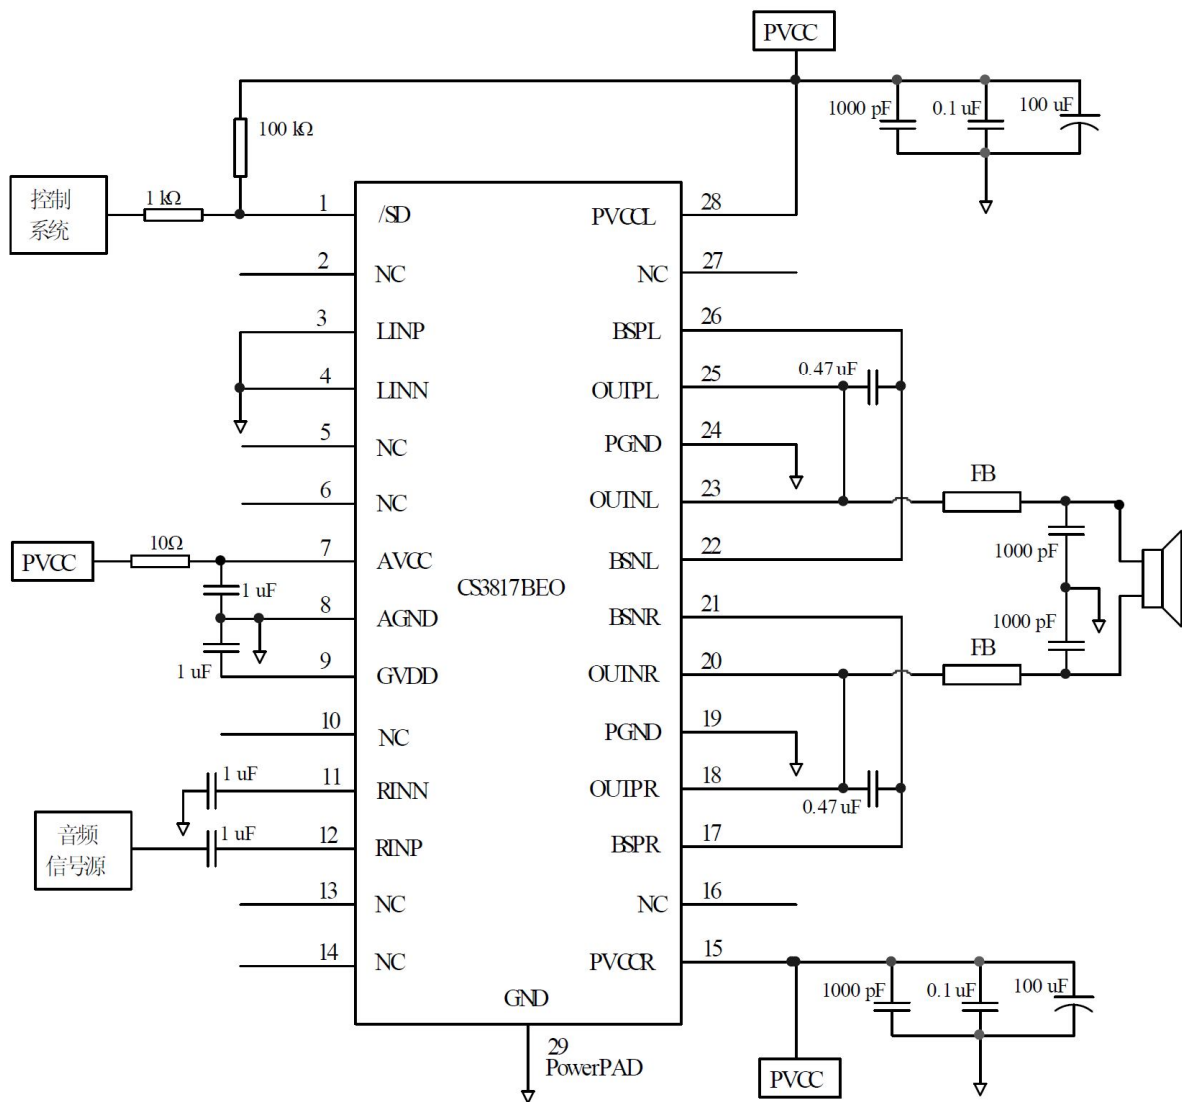 PVCC
1000 pF
0.1 uF
100 uF
100 kΩ
控制
系统
1 kΩ
1
/SD
PVCCL
28
2
NC
NC
27
3
LINP
BSPL
26
4
LINN
OUTPL
25
0.47 uF
5
NC
PGND
24
6
NC
OUTNL
23
FB
PVCC
10Ω
7
AVCC
BSNL
22
1000 pF
1 uF
CS3817BEO
8
AGND
BSNR
21
1000 pF
1 uF
9
GVDD
OUTNR
20
FB
10
NC
PGND
19
1 uF
11
RINN
OUTPR
18
0.47 uF
音频
信号源
1 uF
12
RINP
BSPR
17
13
NC
NC
16
14
NC
PVCCR
15
1000 pF
0.1 uF
100 uF
GND
29
PowerPAD
PVCC